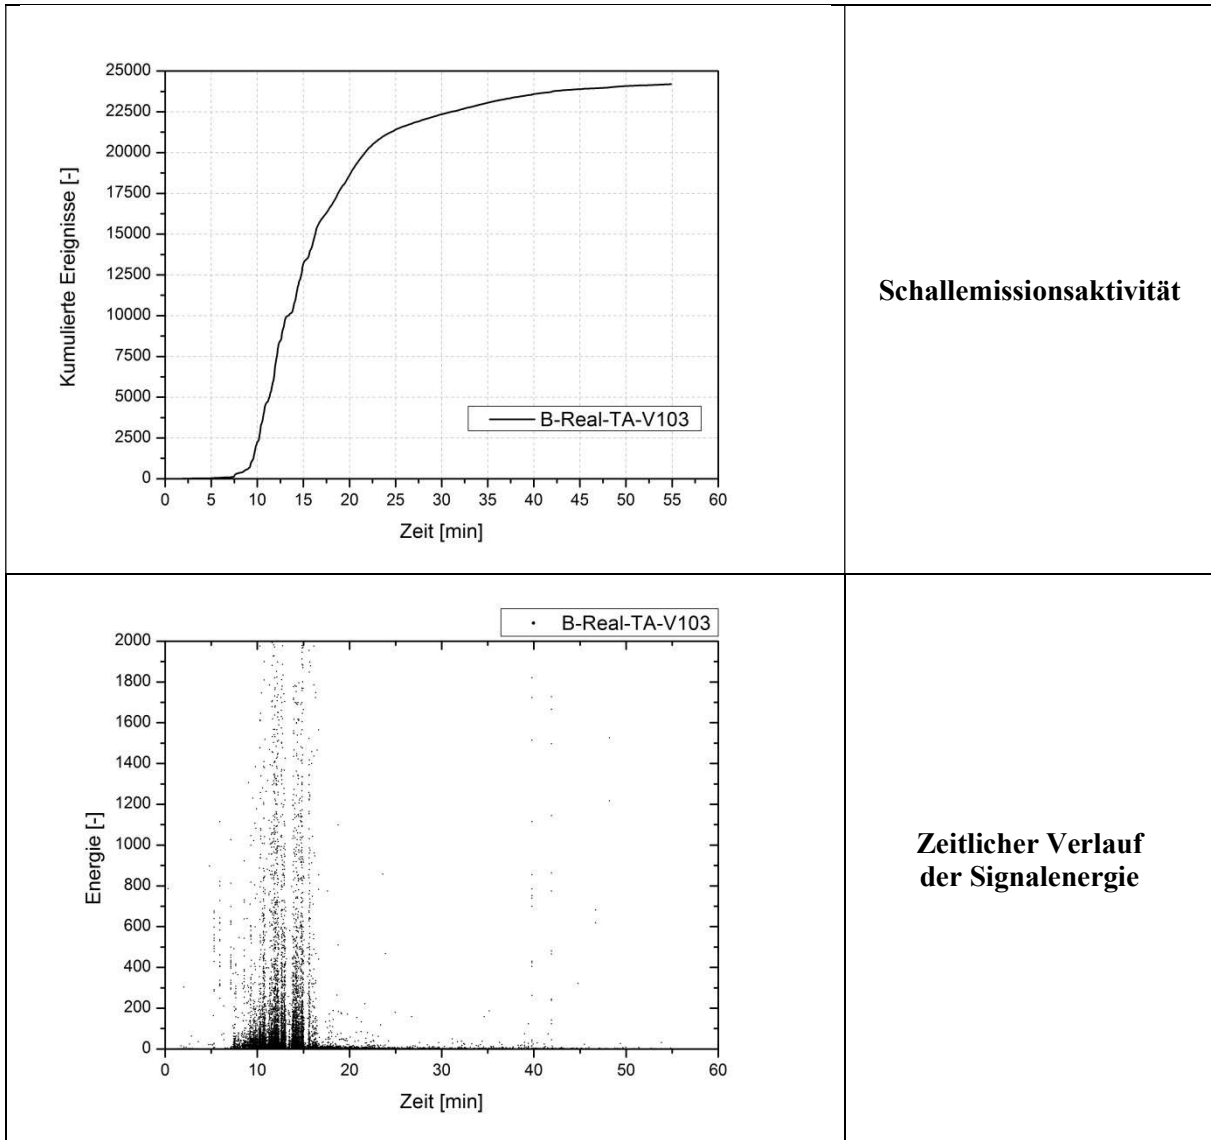 25000
22500
20000
17500
15000
12500
10000
7500
5000
2500
0
Kumulierte Ereignisse [-]
B-Real-TA-V103
0 5 10 15 20 25 30 35 40 45 50 55 60
Zeit [min]
Schallemissionsaktivität
B-Real-TA-V103
2000
1800
1600
1400
1200
1000
800
600
400
200
0
Energie [-]
0 10 20 30 40 50 60
Zeit [min]
Zeitlicher Verlauf
der Signalenergie